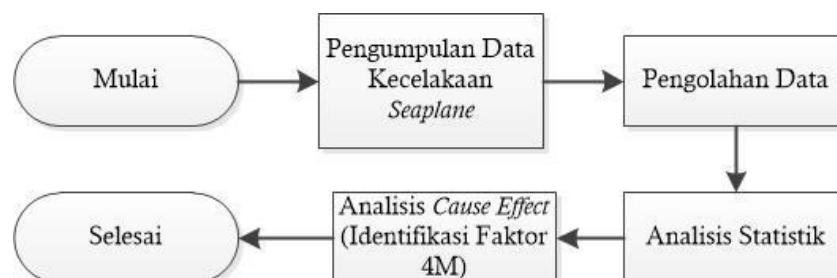 Mulai
Pengumpulan Data
Kecelakaan
Seaplane
Pengolahan Data
Analisis Statistik
Analisis Cause Effect
(Identifikasi Faktor
4M)
Selesai